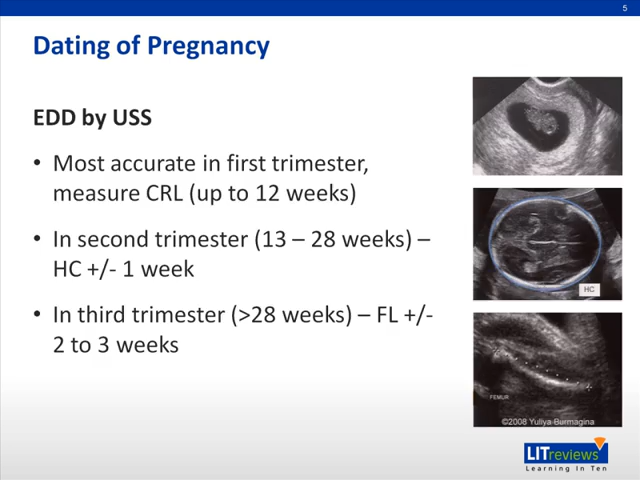 5
Dating of Pregnancy
EDD by USS
• Most accurate in first trimester,
measure CRL (up to 12 weeks)
• In second trimester (13 – 28 weeks) –
HC +/- 1 week
• In third trimester (>28 weeks) – FL +/-
2 to 3 weeks
HC
FEMUR
©2008 Yuliya Burmagina
LITreviews
Learning In Ten